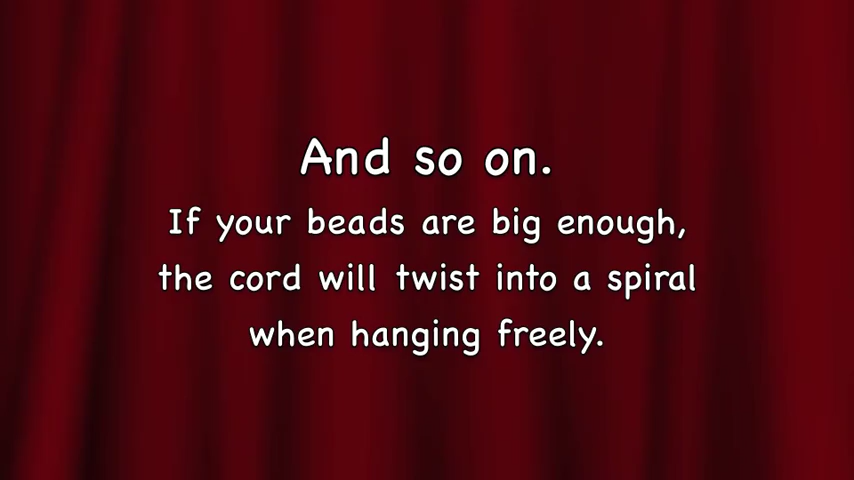 And so on.
If your beads are big enough,
the cord will twist into a spiral
when hanging freely.